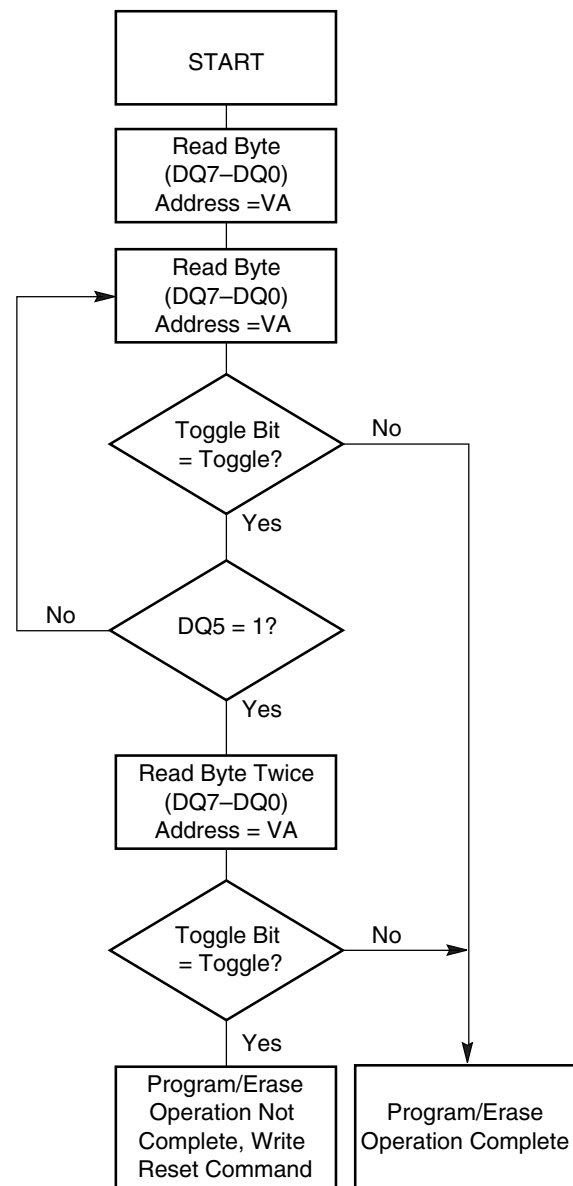 START
Read Byte
(DQ7–DQ0)
Address =VA
Read Byte
(DQ7–DQ0)
Address =VA
Toggle Bit
= Toggle?
No
Yes
No
DQ5 = 1?
Yes
Read Byte Twice
(DQ7–DQ0)
Address = VA
Toggle Bit
= Toggle?
No
Yes
Program/Erase
Operation Not
Complete, Write
Reset Command
Program/Erase
Operation Complete